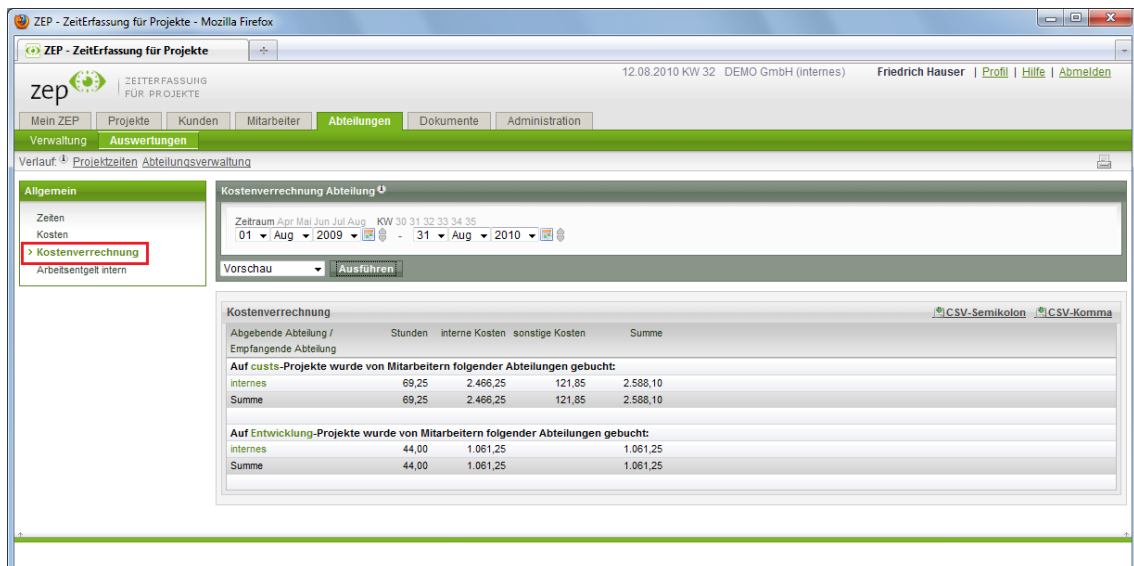 ZEP - ZeitErfassung für Projekte - Mozilla Firefox
ZEP - ZeitErfassung für Projekte
zep ZEITERFASSUNG FÜR PROJEKTE
12.08.2010 KW 32 DEMO GmbH (internes) Friedrich Hauser | Profil | Hilfe | Abmelden
Mein ZEP Projekte Kunden Mitarbeiter Abteilungen Dokumente Administration
Verwaltung Auswertungen
Verlauf: Projektzeiten Abteilungsverwaltung
Allgemein
Zeiten
Kosten
> Kostenverrechnung
Arbeitsentgelt intern
Kostenverrechnung Abteilung
Zeitraum Apr Mai Jun Jul Aug KW 30 31 32 33 34 35
01 Aug 2009 - 31 Aug 2010
Vorschau Ausführen
Kostenverrechnung CSV-Semikolon CSV-Komma
Abgebende Abteilung / Stunden interne Kosten sonstige Kosten Summe
Empfangende Abteilung
Auf custs-Projekte wurde von Mitarbeitern folgender Abteilungen gebucht:
internes 69,25 2.466,25 121,85 2.588,10
Summe 69,25 2.466,25 121,85 2.588,10
Auf Entwicklung-Projekte wurde von Mitarbeitern folgender Abteilungen gebucht:
internes 44,00 1.061,25 1.061,25
Summe 44,00 1.061,25 1.061,25